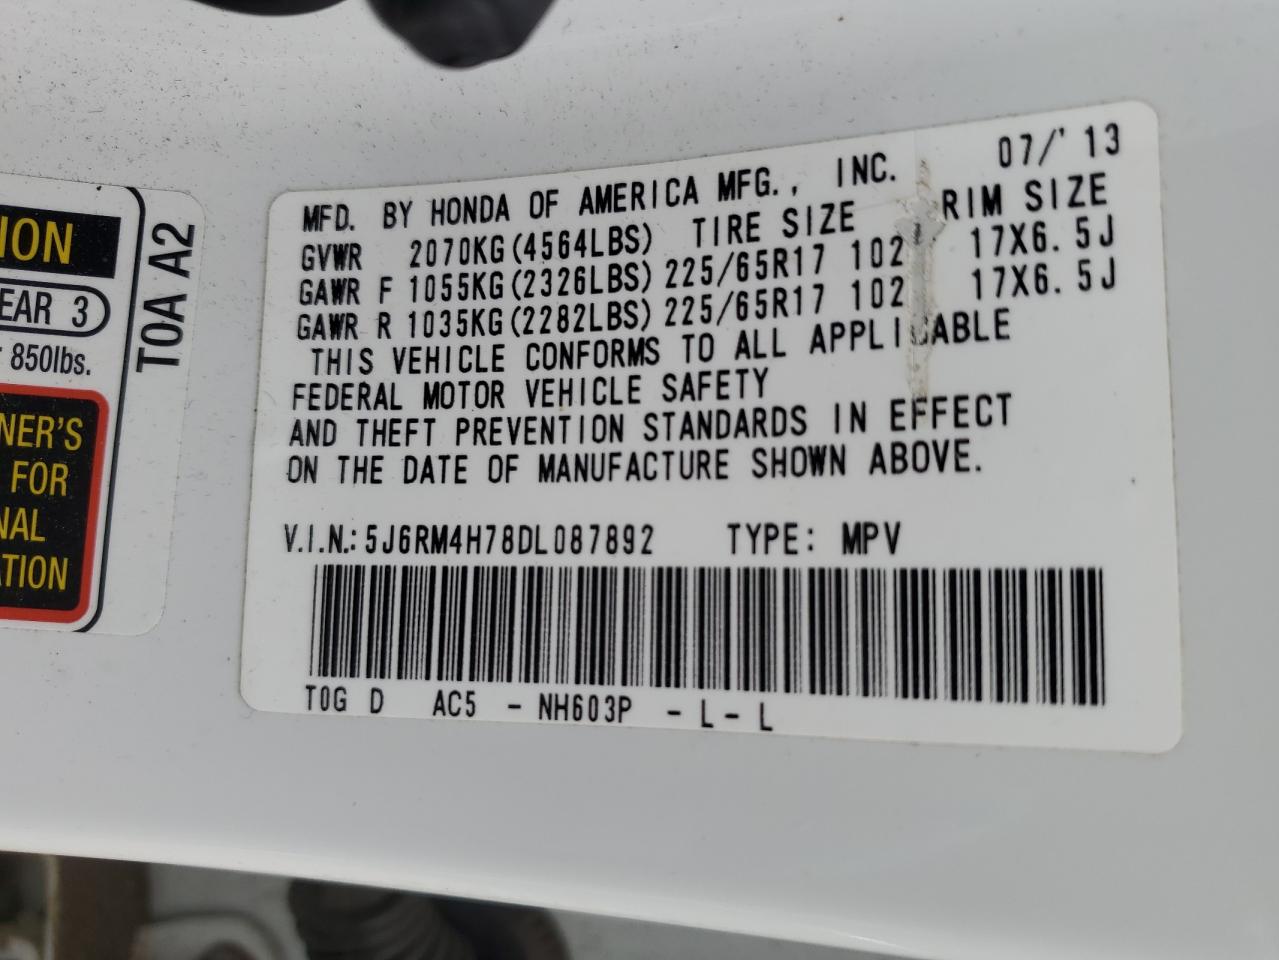 ION
EAR 3
850lbs.
NER'S
FOR
NAL
ATION
T0A A2
07/'13
MFD. BY HONDA OF AMERICA MFG., INC.
GVWR 2070KG(4564LBS) TIRE SIZE RIM SIZE
GAWR F 1055KG(2326LBS) 225/65R17 102 17X6.5J
GAWR R 1035KG(2282LBS) 225/65R17 102 17X6.5J
THIS VEHICLE CONFORMS TO ALL APPLICABLE
FEDERAL MOTOR VEHICLE SAFETY
AND THEFT PREVENTION STANDARDS IN EFFECT
ON THE DATE OF MANUFACTURE SHOWN ABOVE.
V.I.N.: 5J6RM4H78DL087892 TYPE: MPV
T0G D AC5 - NH603P - L- L